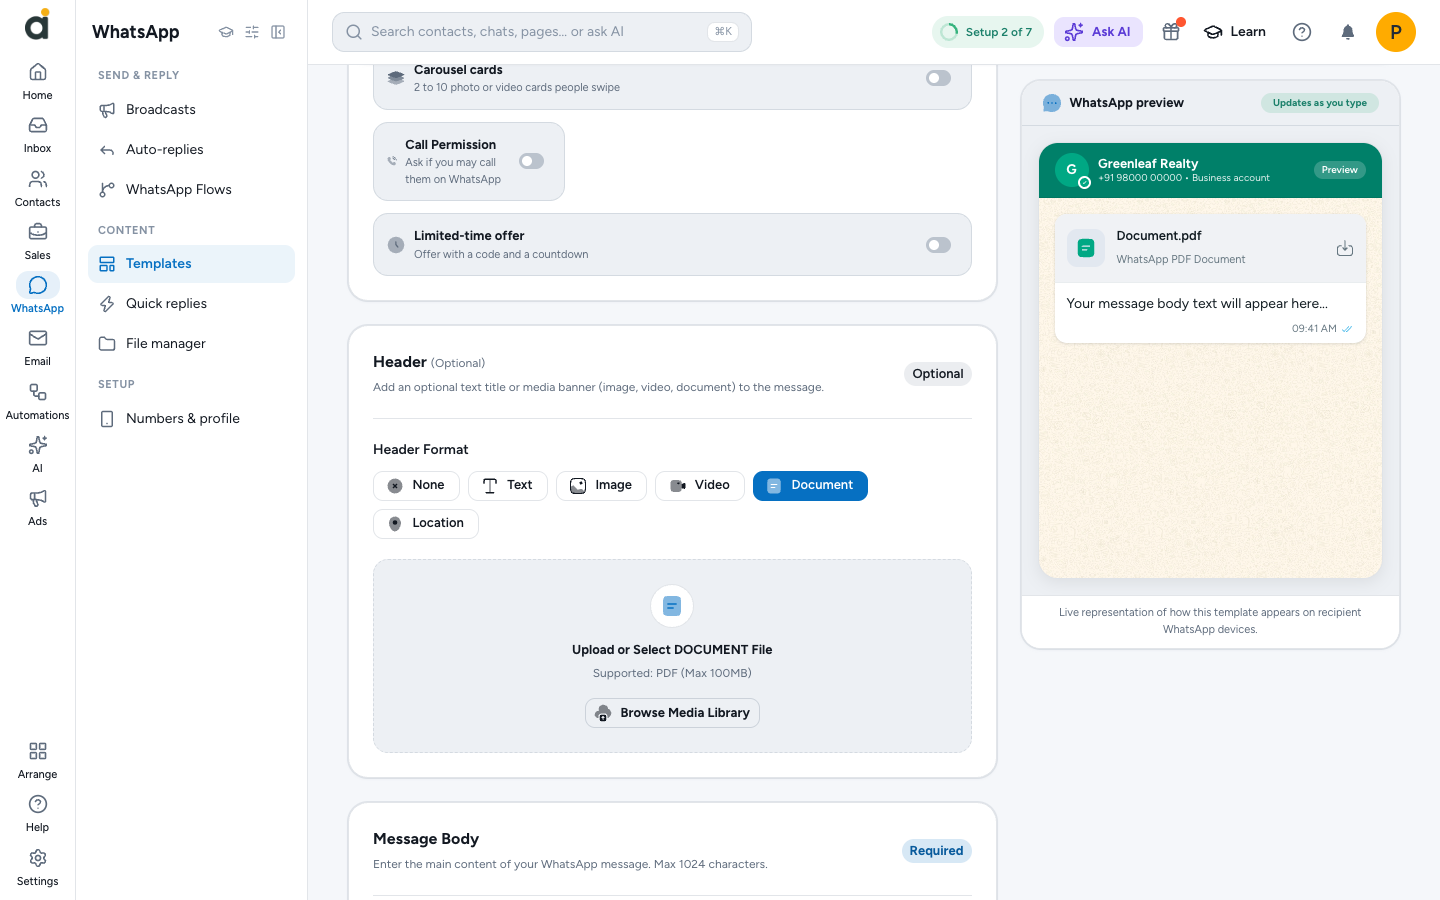 WhatsApp
Search contacts, chats, pages... or ask AI
⌘K
Setup 2 of 7
Ask AI
Learn
P
Home
Inbox
Contacts
Sales
WhatsApp
Email
Automations
AI
Ads
Arrange
Help
Settings
SEND & REPLY
Broadcasts
Auto-replies
WhatsApp Flows
CONTENT
Templates
Quick replies
File manager
SETUP
Numbers & profile
Carousel cards
2 to 10 photo or video cards people swipe
Call Permission
Ask if you may call
them on WhatsApp
Limited-time offer
Offer with a code and a countdown
Header (Optional)
Add an optional text title or media banner (image, video, document) to the message.
Optional
Header Format
None
Text
Image
Video
Document
Location
Upload or Select DOCUMENT File
Supported: PDF (Max 100MB)
Browse Media Library
Message Body
Enter the main content of your WhatsApp message. Max 1024 characters.
Required
WhatsApp preview
Updates as you type
G
Greenleaf Realty
+91 98000 00000 • Business account
Preview
Document.pdf
WhatsApp PDF Document
Your message body text will appear here...
09:41 AM
Live representation of how this template appears on recipient
WhatsApp devices.